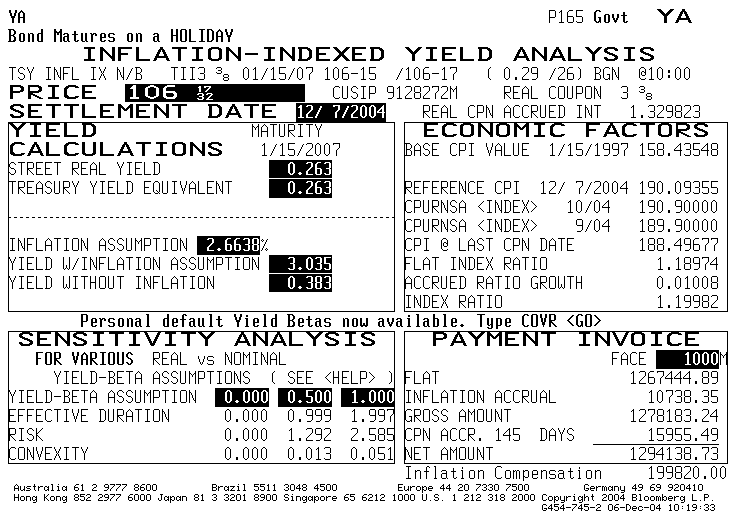 YA P165 Govt YA
Bond Matures on a HOLIDAY
INFLATION-INDEXED YIELD ANALYSIS
TSY INFL IX N/B TII3 3/8 01/15/07 106-15 /106-17 ( 0.29 /26) BGN @10:00
PRICE 106 17/32 CUSIP 9128272M REAL COUPON 3 3/8
SETTLEMENT DATE 12/ 7/2004 REAL CPN ACCRUED INT 1.329823
YIELD MATURITY
CALCULATIONS 1/15/2007
STREET REAL YIELD 0.263
TREASURY YIELD EQUIVALENT 0.263
INFLATION ASSUMPTION 2.6638%
YIELD W/INFLATION ASSUMPTION 3.035
YIELD WITHOUT INFLATION 0.383
ECONOMIC FACTORS
BASE CPI VALUE 1/15/1997 158.43548
REFERENCE CPI 12/ 7/2004 190.09355
CPURNSA <INDEX> 10/04 190.90000
CPURNSA <INDEX> 9/04 189.90000
CPI @ LAST CPN DATE 188.49677
FLAT INDEX RATIO 1.18974
ACCRUED RATIO GROWTH 0.01008
INDEX RATIO 1.19982
Personal default Yield Betas now available. Type COVR <GO>
SENSITIVITY ANALYSIS
FOR VARIOUS REAL vs NOMINAL
YIELD-BETA ASSUMPTIONS ( SEE <HELP> )
YIELD-BETA ASSUMPTION 0.000 0.500 1.000
EFFECTIVE DURATION 0.000 0.999 1.997
RISK 0.000 1.292 2.585
CONVEXITY 0.000 0.013 0.051
PAYMENT INVOICE
FACE 1000M
FLAT 1267444.89
INFLATION ACCRUAL 10738.35
GROSS AMOUNT 1278183.24
CPN ACCR. 145 DAYS 15955.49
NET AMOUNT 1294138.73
Inflation Compensation 199820.00
Australia 61 2 9777 8600 Brazil 5511 3048 4500 Europe 44 20 7330 7500 Germany 49 69 920410
Hong Kong 852 2977 6000 Japan 81 3 3201 8900 Singapore 65 6212 1000 U.S. 1 212 318 2000 Copyright 2004 Bloomberg L.P.
G454-745-2 06-Dec-04 10:19:33